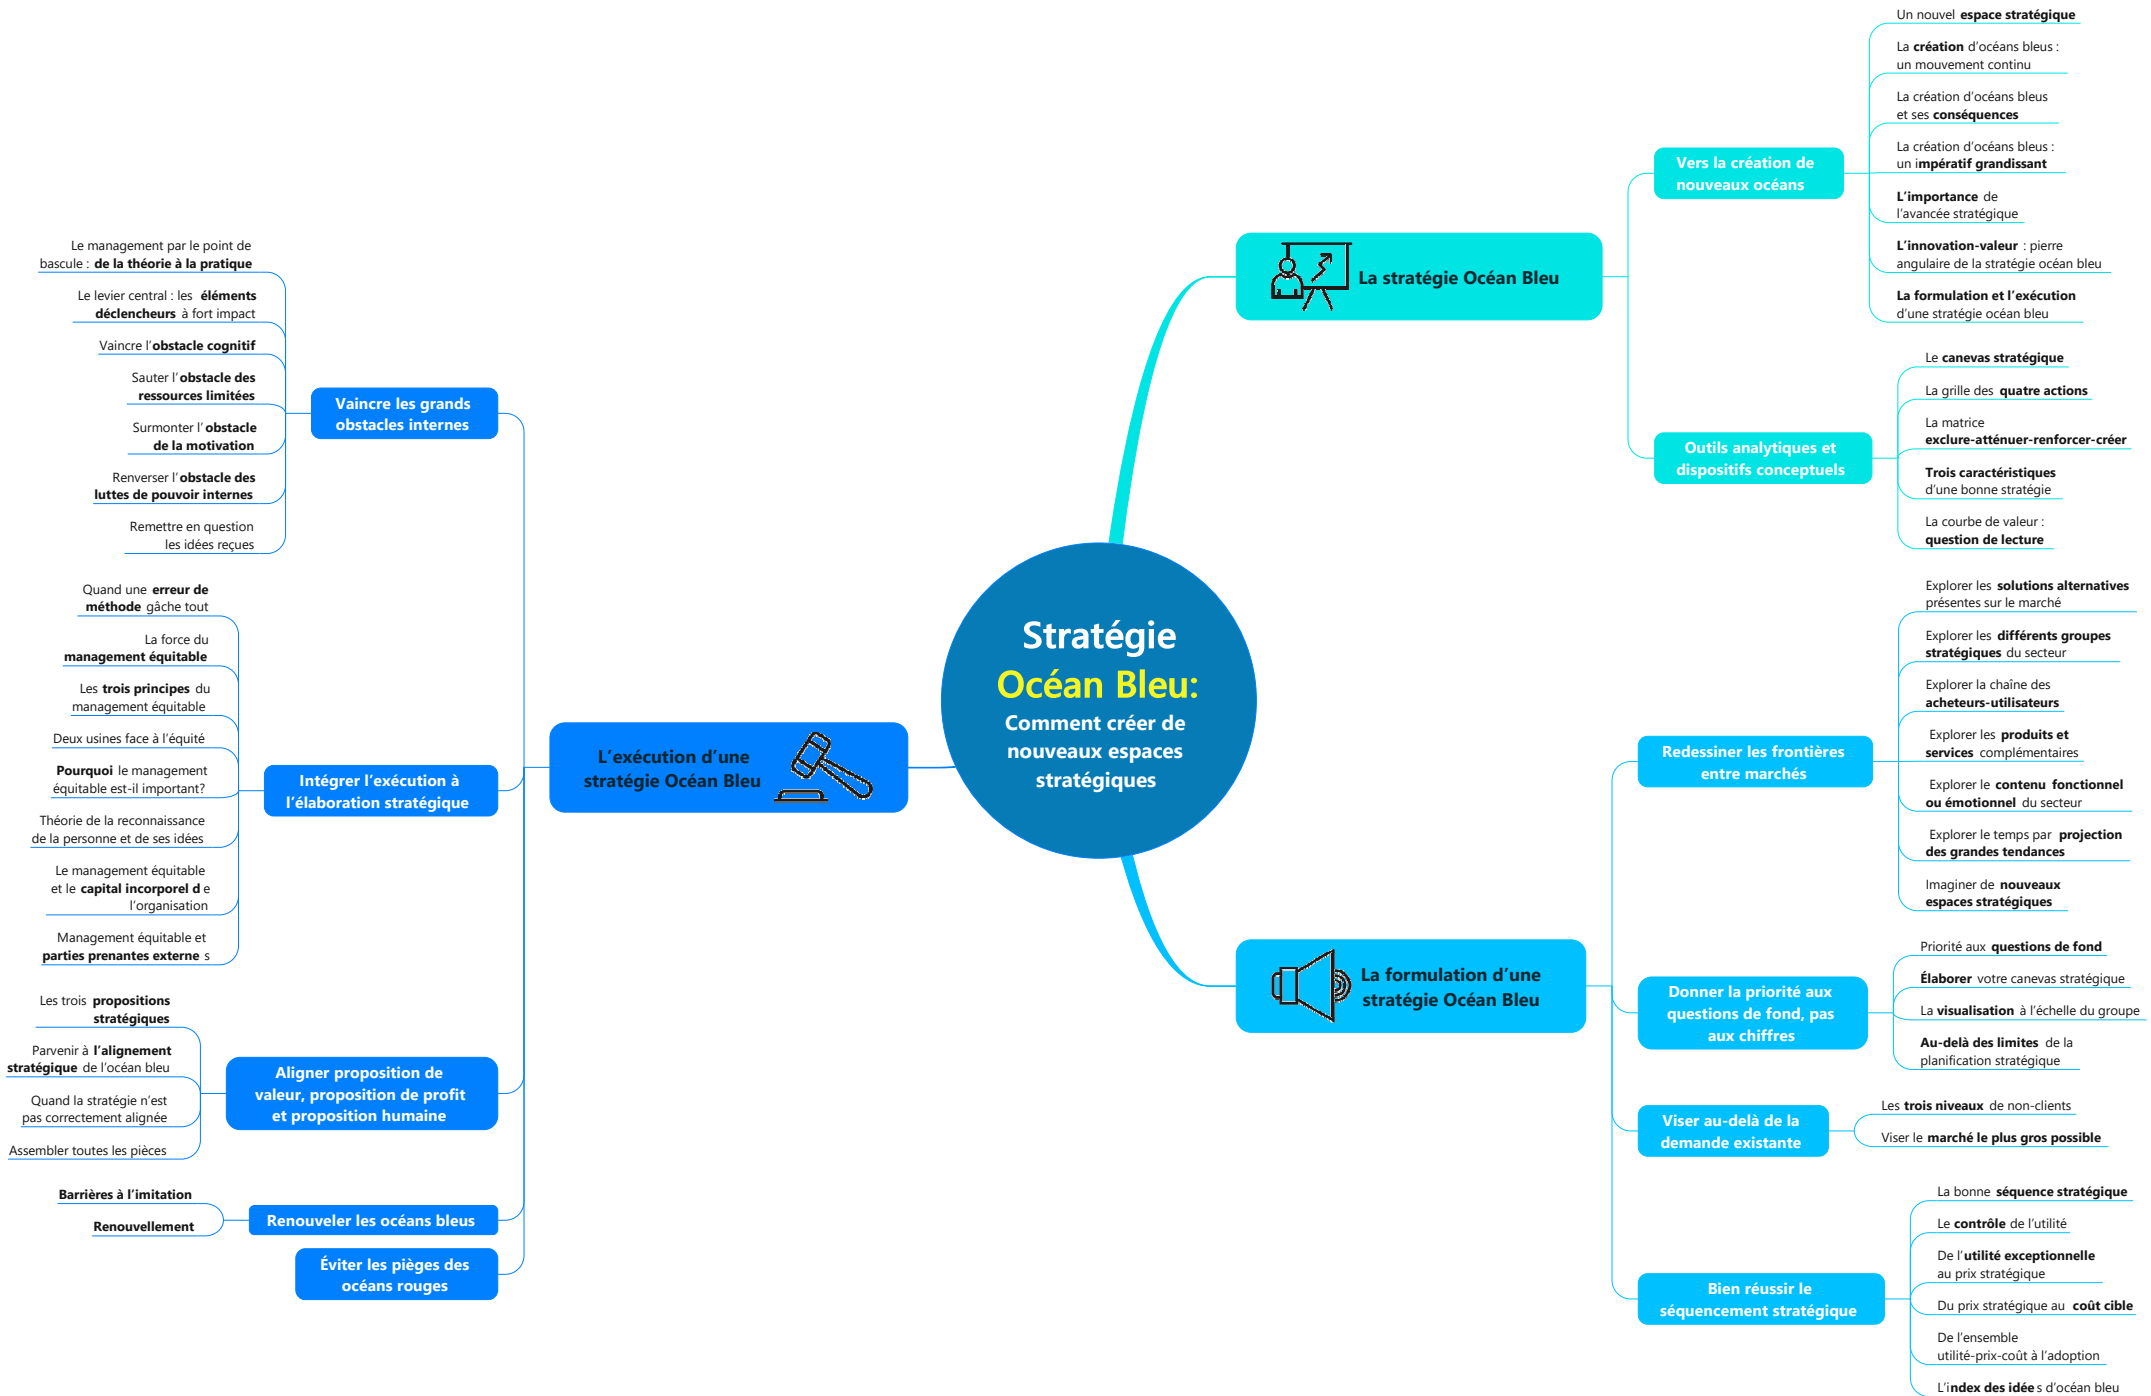 Stratégie
Océan Bleu:
Comment créer de
nouveaux espaces
stratégiques
La stratégie Océan Bleu
Vers la création de
nouveaux océans
Un nouvel espace stratégique
La création d'océans bleus :
un mouvement continu
La création d'océans bleus
et ses conséquences
La création d'océans bleus :
un impératif grandissant
L'importance de
l'avancée stratégique
L'innovation-valeur : pierre
angulaire de la stratégie océan bleu
La formulation et l'exécution
d'une stratégie océan bleu
Outils analytiques et
dispositifs conceptuels
Le canevas stratégique
La grille des quatre actions
La matrice
exclure-atténuer-renforcer-créer
Trois caractéristiques
d'une bonne stratégie
La courbe de valeur :
question de lecture
La formulation d'une
stratégie Océan Bleu
Redessiner les frontières
entre marchés
Explorer les solutions alternatives
présentes sur le marché
Explorer les différents groupes
stratégiques du secteur
Explorer la chaîne des
acheteurs-utilisateurs
Explorer les produits et
services complémentaires
Explorer le contenu fonctionnel
ou émotionnel du secteur
Explorer le temps par projection
des grandes tendances
Imaginer de nouveaux
espaces stratégiques
Donner la priorité aux
questions de fond, pas
aux chiffres
Priorité aux questions de fond
Élaborer votre canevas stratégique
La visualisation à l'échelle du groupe
Au-delà des limites de la
planification stratégique
Viser au-delà de la
demande existante
Les trois niveaux de non-clients
Viser le marché le plus gros possible
Bien réussir le
séquencement stratégique
La bonne séquence stratégique
Le contrôle de l'utilité
De l'utilité exceptionnelle
au prix stratégique
Du prix stratégique au coût cible
De l'ensemble
utilité-prix-coût à l'adoption
L'index des idée s d'océan bleu
L'exécution d'une
stratégie Océan Bleu
Vaincre les grands
obstacles internes
Le management par le point de
bascule : de la théorie à la pratique
Le levier central : les éléments
déclencheurs à fort impact
Vaincre l'obstacle cognitif
Sauter l'obstacle des
ressources limitées
Surmonter l'obstacle
de la motivation
Renverser l'obstacle des
luttes de pouvoir internes
Remettre en question
les idées reçues
Intégrer l'exécution à
l'élaboration stratégique
Quand une erreur de
méthode gâche tout
La force du
management équitable
Les trois principes du
management équitable
Deux usines face à l'équité
Pourquoi le management
équitable est-il important?
Théorie de la reconnaissance
de la personne et de ses idées
Le management équitable
et le capital incorporel d e
l'organisation
Management équitable et
parties prenantes externe s
Aligner proposition de
valeur, proposition de profit
et proposition humaine
Les trois propositions
stratégiques
Parvenir à l'alignement
stratégique de l'océan bleu
Quand la stratégie n'est
pas correctement alignée
Assembler toutes les pièces
Renouveler les océans bleus
Barrières à l'imitation
Renouvellement
Éviter les pièges des
océans rouges